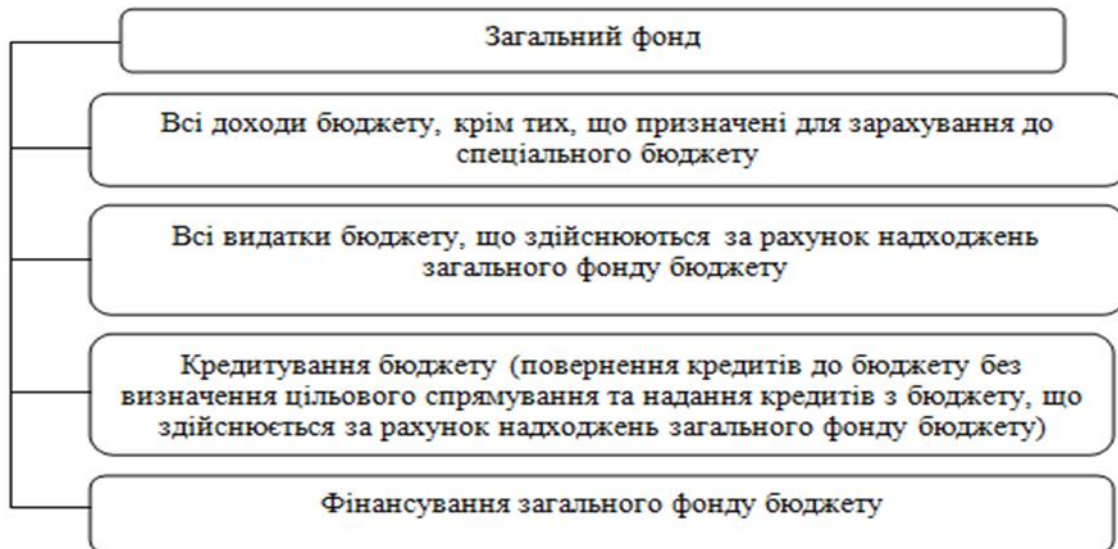 Загальний фонд
Всі доходи бюджету, крім тих, що призначені для зарахування до
спеціального бюджету
Всі видатки бюджету, що здійснюються за рахунок надходжень
загального фонду бюджету
Кредитування бюджету (повернення кредитів до бюджету без
визначення цільового спрямування та надання кредитів з бюджету, що
здійснюється за рахунок надходжень загального фонду бюджету)
Фінансування загального фонду бюджету